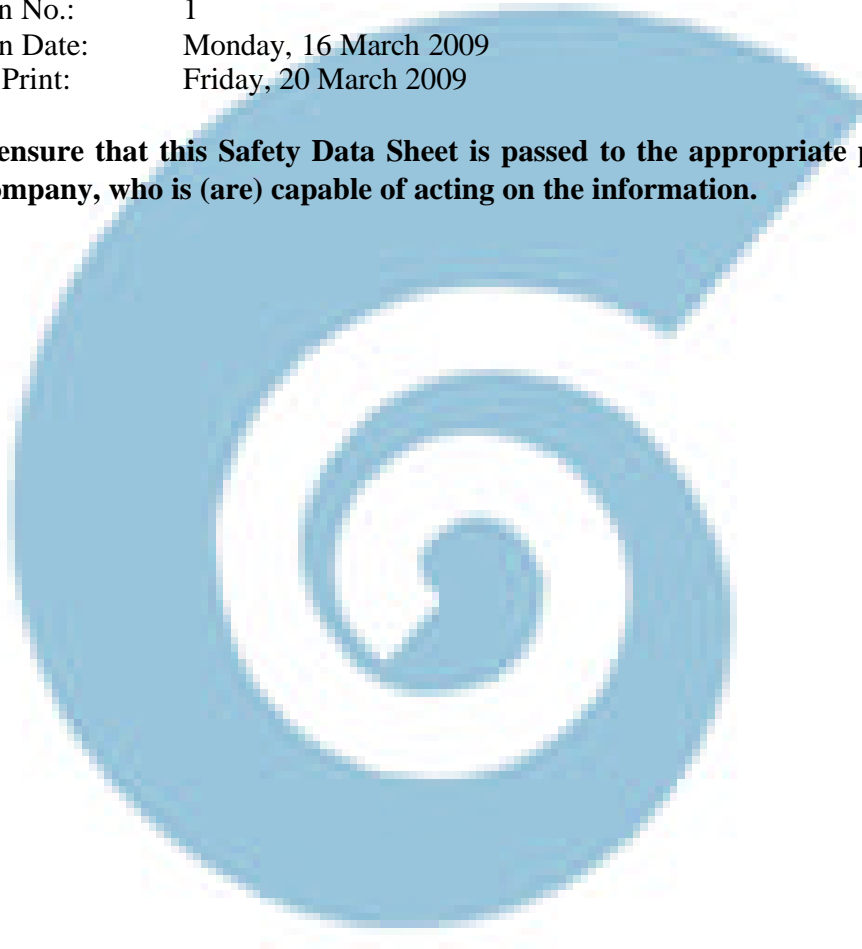 n No.: 1
n Date: Monday, 16 March 2009
Print: Friday, 20 March 2009
ensure that this Safety Data Sheet is passed to the appropriate p
ompany, who is (are) capable of acting on the information.